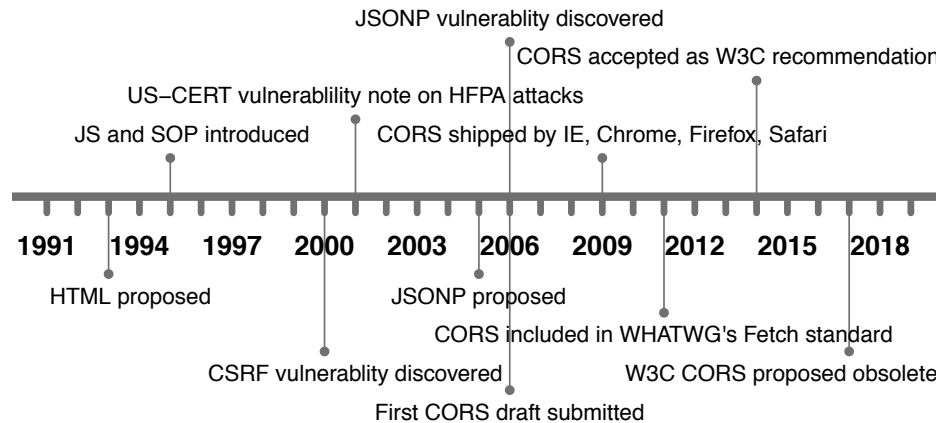 JSONP vulnerablity discovered
CORS accepted as W3C recommendation
US−CERT vulnerablility note on HFPA attacks
JS and SOP introduced
CORS shipped by IE, Chrome, Firefox, Safari
1991 1994 1997 2000 2003 2006 2009 2012 2015 2018
HTML proposed
JSONP proposed
CORS included in WHATWG's Fetch standard
CSRF vulnerablity discovered
W3C CORS proposed obsolete
First CORS draft submitted